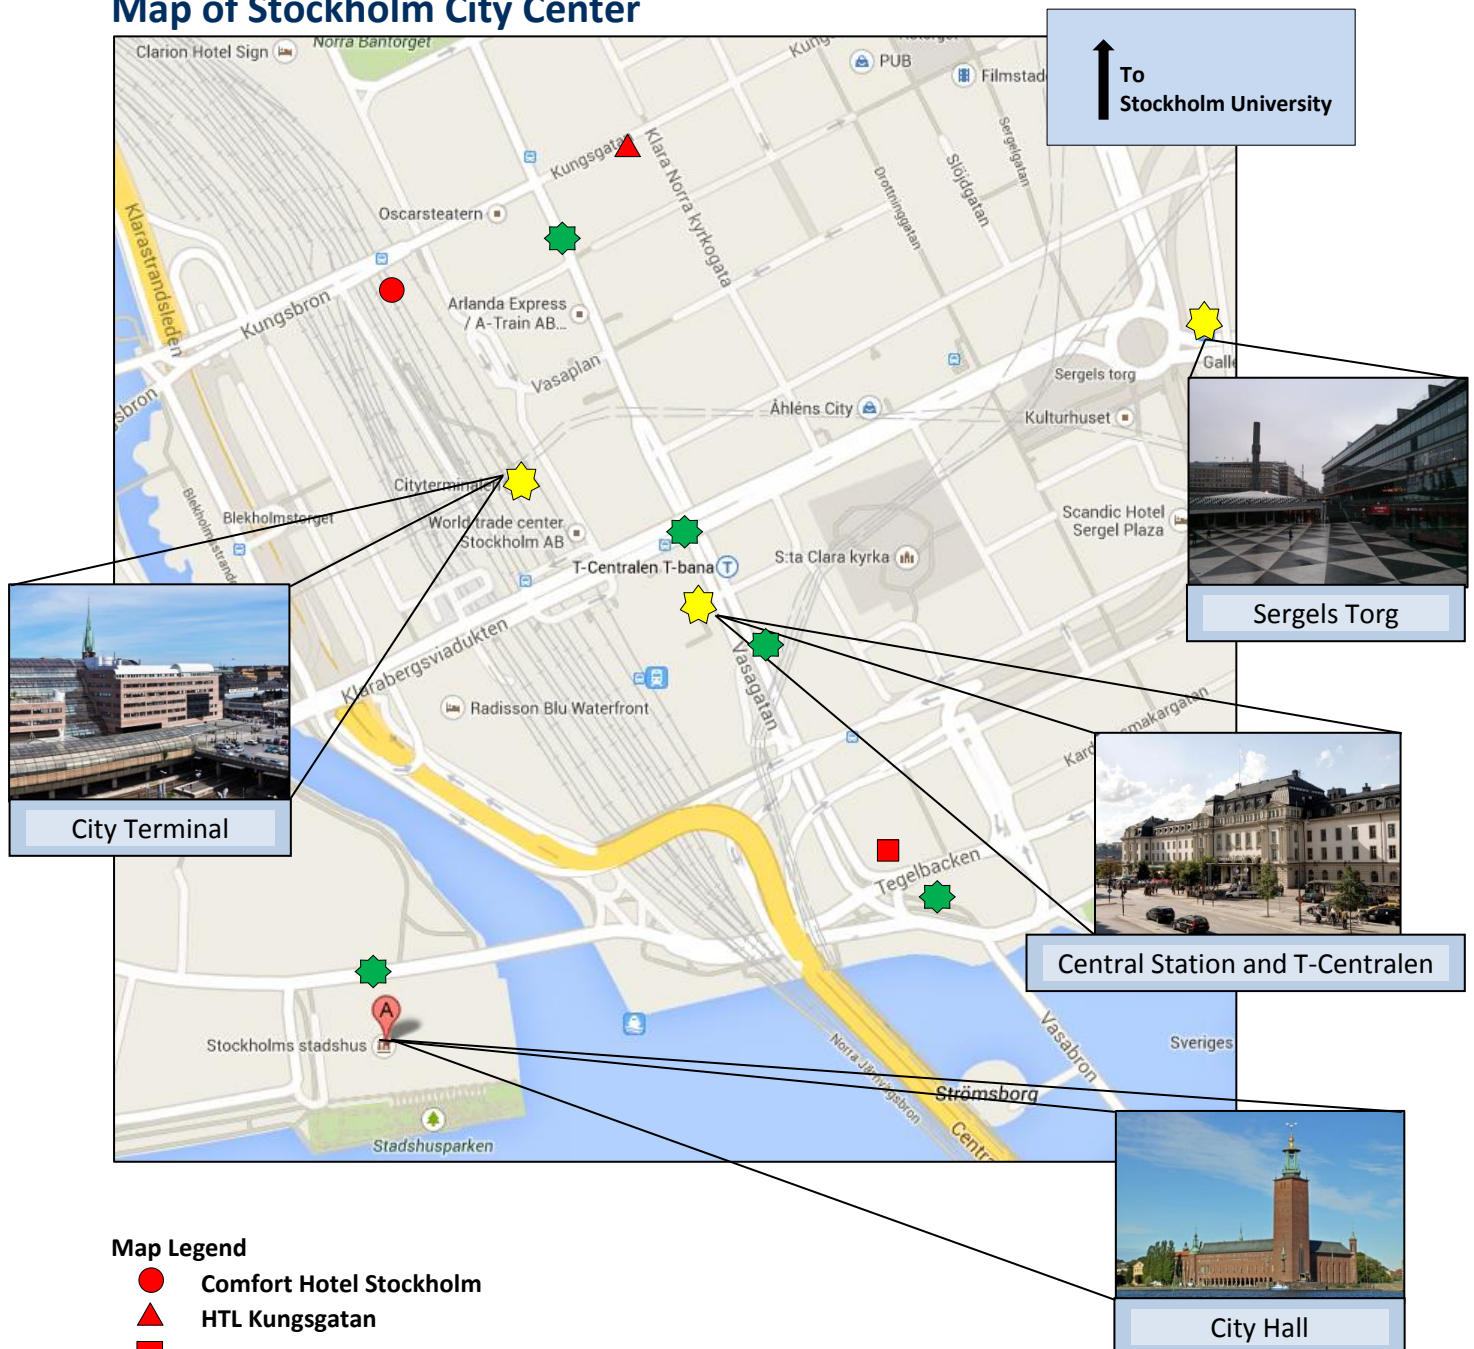 Map of Stockholm City Center
To
Stockholm University
Clarion Hotel Sign
Norra Bantorget
PUB
Filmstad
Kungsgatan
Klara Norra kyrkogata
Sergelgatan
Slöjdgatan
Drottninggatan
Oscarsteatern
Klarastrandsleden
Kungsbron
Arlanda Express
/ A-Train AB...
Vasaplan
Sergels torg
Galle
Åhléns City
Kulturhuset
Cityterminalen
Blekholmstorget
World trade center
Stockholm AB
Scandic Hotel
Sergel Plaza
T-Centralen T-bana
T
S:ta Clara kyrka
Sergels Torg
Klarabergsviadukten
Vasagatan
Radisson Blu Waterfront
City Terminal
Tegelbacken
Central Station and T-Centralen
A
Stockholms stadshus
Norra Järnvägsbron
Vasabron
Sveriges
Strömsborg
Centra
Stadshusparken
City Hall
Map Legend
Comfort Hotel Stockholm
HTL Kungsgatan